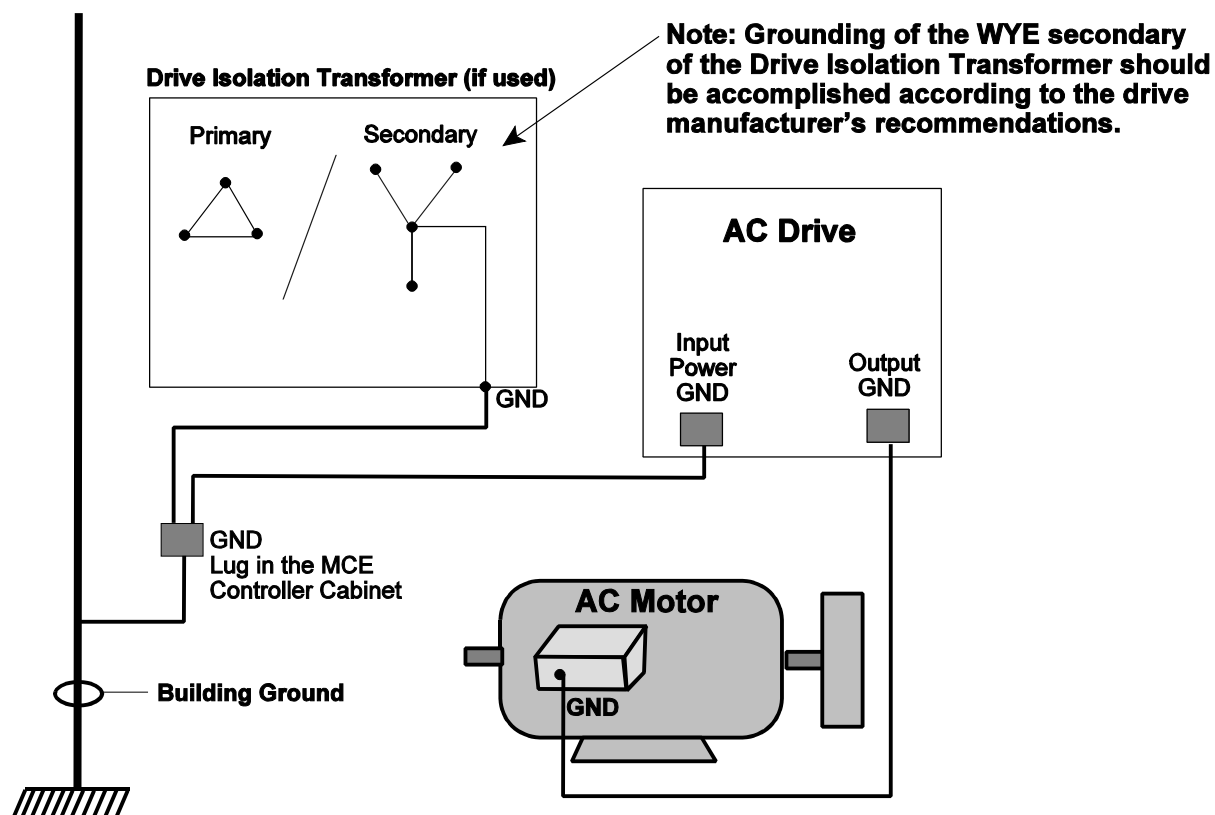 Note: Grounding of the WYE secondary
of the Drive Isolation Transformer should
be accomplished according to the drive
manufacturer's recommendations.
Drive Isolation Transformer (if used)
Primary
Secondary
GND
AC Drive
Input
Power
GND
Output
GND
GND
Lug in the MCE
Controller Cabinet
AC Motor
GND
Building Ground